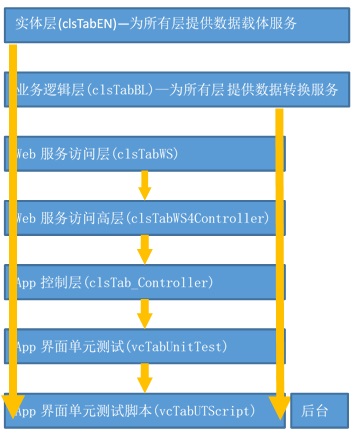 实体层(clsTabEN)—为所有层提供数据载体服务
业务逻辑层(clsTabBL)—为所有层提供数据转换服务
Web 服务访问层(clsTabWS)
Web 服务访问高层(clsTabWS4Controller)
App 控制层(clsTab_Controller)
App 界面单元测试(vcTabUnitTest)
App 界面单元测试脚本(vcTabUTScript)
后台